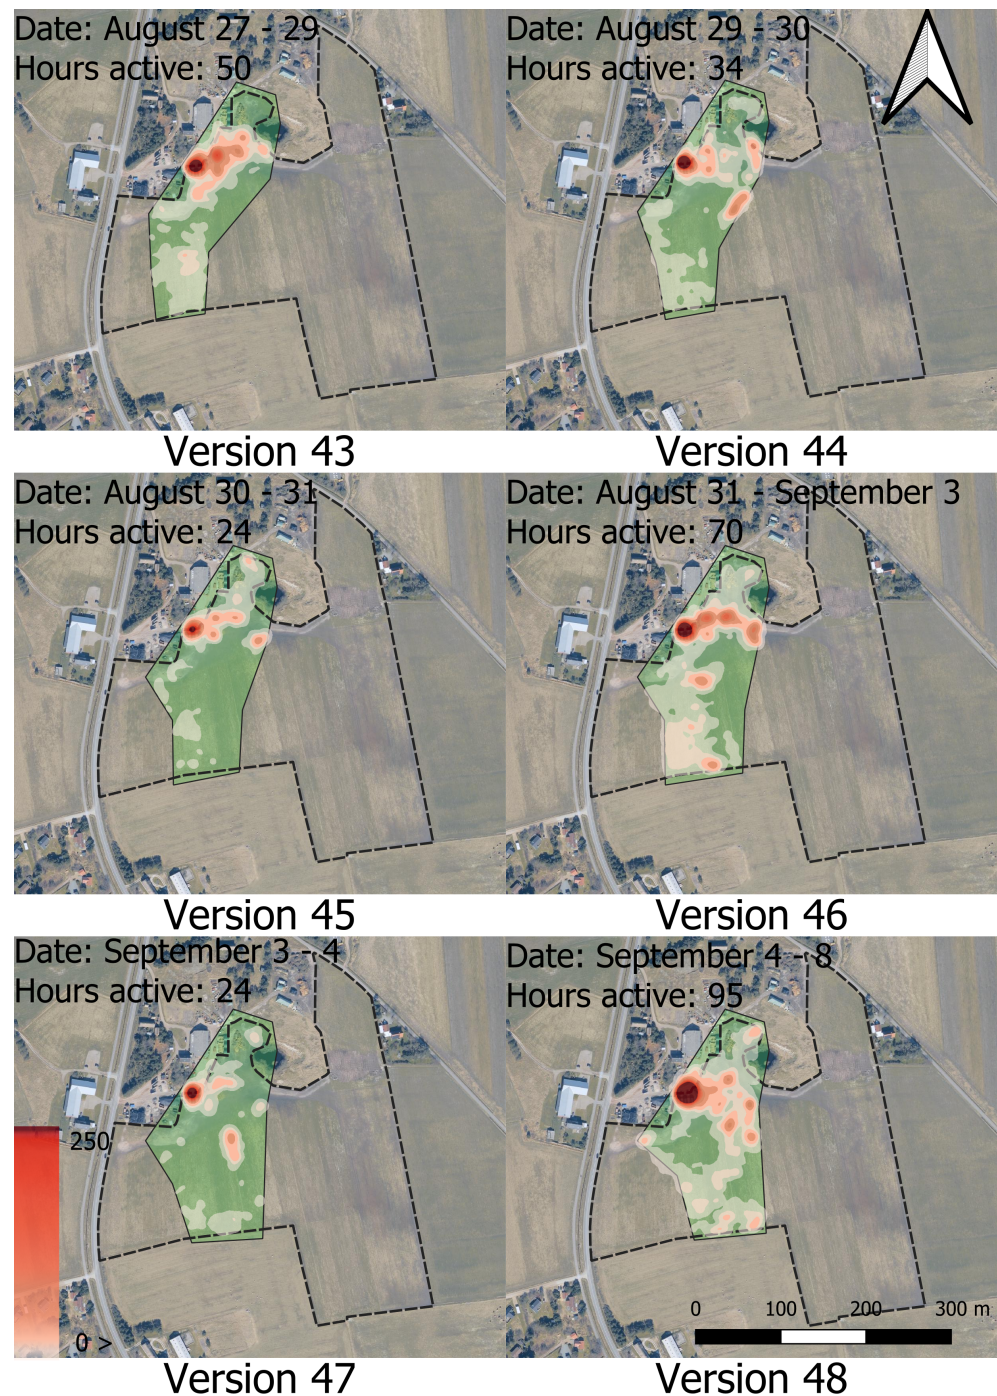 Date: August 27 - 29
Hours active: 50
Version 43
Date: August 29 - 30
Hours active: 34
Version 44
Date: August 30 - 31
Hours active: 24
Version 45
Date: August 31 - September 3
Hours active: 70
Version 46
Date: September 3 - 4
Hours active: 24
250
0 >
Version 47
Date: September 4 - 8
Hours active: 95
0 100 200 300 m
Version 48